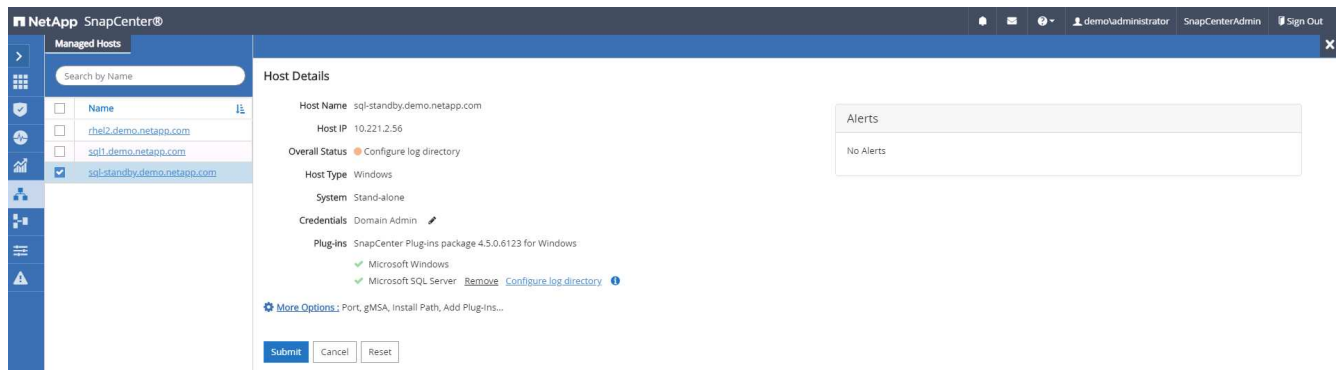 NetApp SnapCenter®
demo\administrator SnapCenterAdmin Sign Out
Managed Hosts
Search by Name
Name
rhel2.demo.netapp.com
sql1.demo.netapp.com
sql-standby.demo.netapp.com
Host Details
Host Name sql-standby.demo.netapp.com
Host IP 10.221.2.56
Overall Status Configure log directory
Host Type Windows
System Stand-alone
Credentials Domain Admin
Plug-ins SnapCenter Plug-ins package 4.5.0.6123 for Windows
Microsoft Windows
Microsoft SQL Server Remove Configure log directory
More Options : Port, gMSA, Install Path, Add Plug-Ins...
Submit Cancel Reset
Alerts
No Alerts